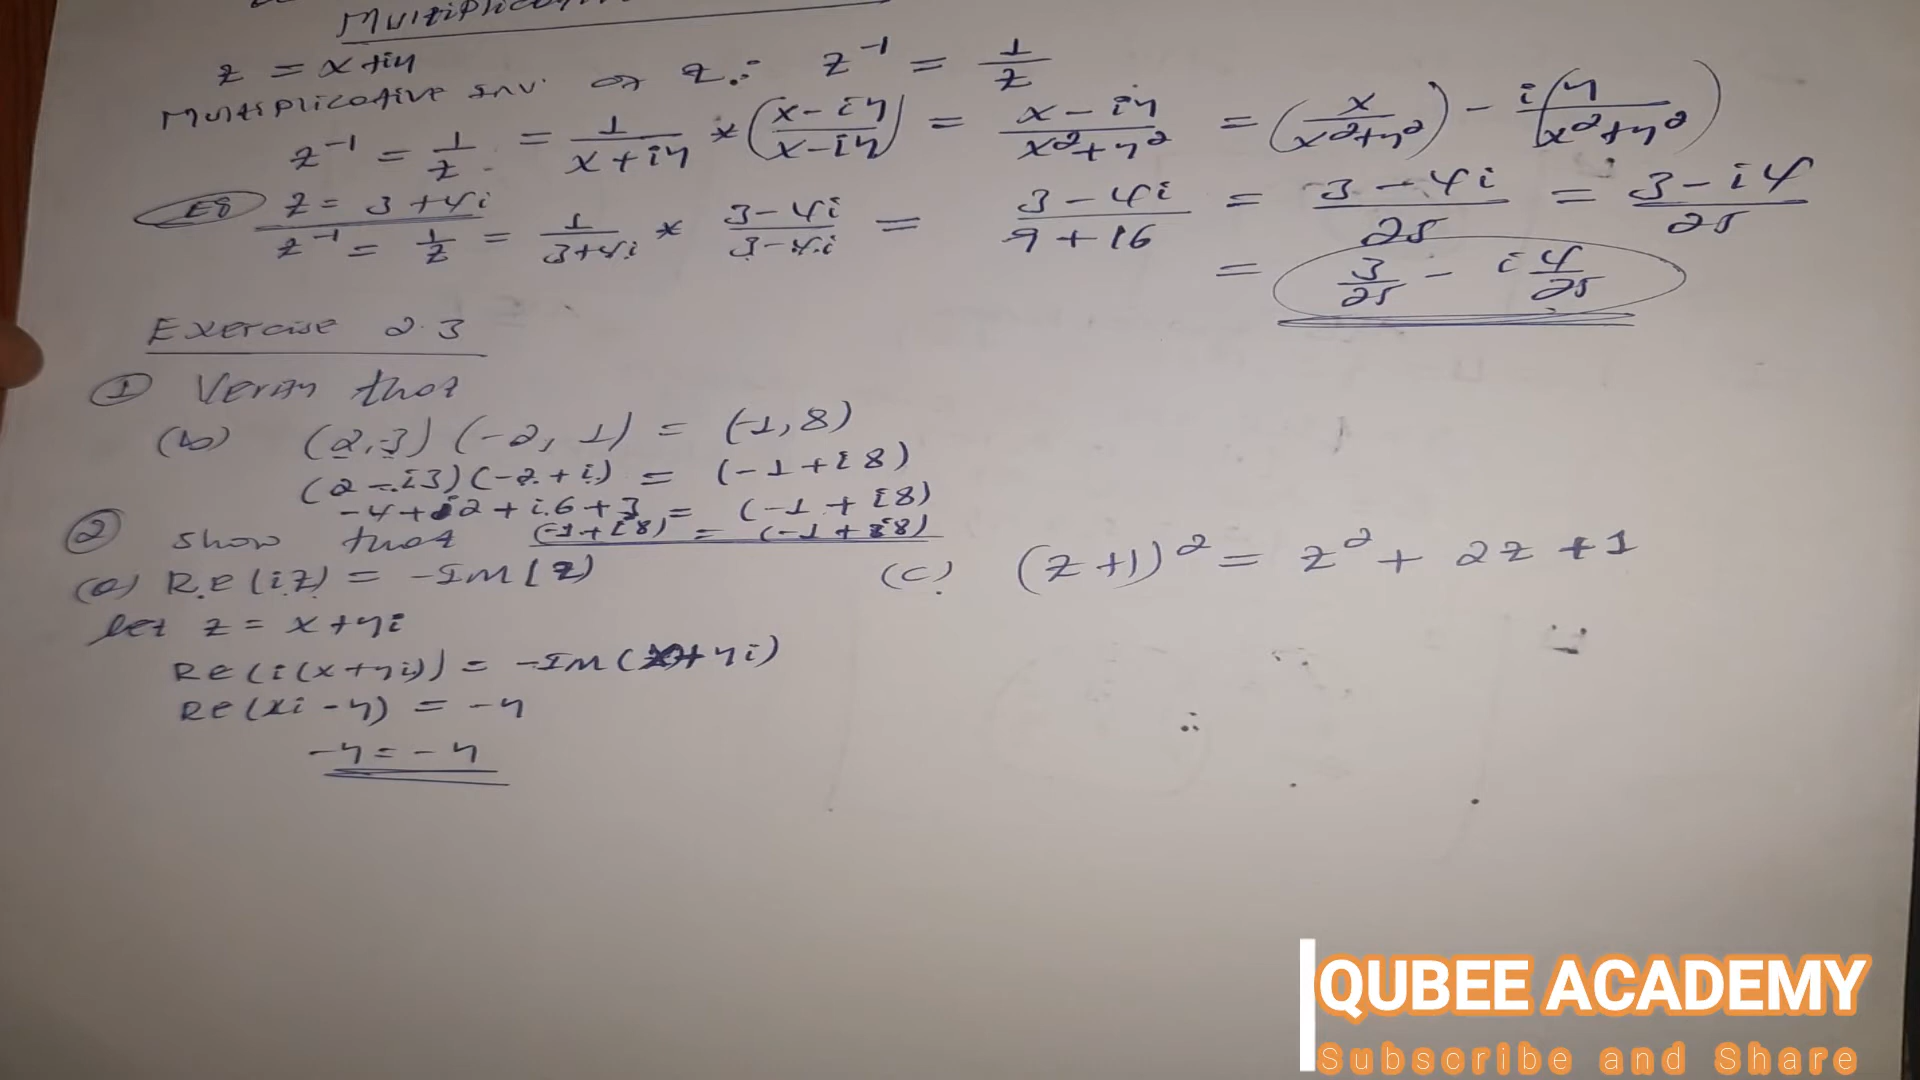 z = x+iy
Multiplicative Inv. of z: z⁻¹ = 1/z
z⁻¹ = 1/z = 1/(x+iy) * ((x-iy)/(x-iy)) = (x-iy)/(x²+y²) = (x/(x²+y²)) - i(y/(x²+y²))
Eg z = 3+4i
z⁻¹ = 1/z = 1/(3+4i) * (3-4i)/(3-4i) = (3-4i)/(9+16) = (3-4i)/25 = (3-i4)/25
= 3/25 - i 4/25
Exercise 2.3
① Verify that
(b) (2,-3)(-2, 1) = (-1,8)
(2-i3)(-2+i) = (-1+i8)
-4+i2+i6+3 = (-1+i8)
(-1+i8) = (-1+i8)
② Show that
(a) Re(iz) = -Im(z)
let z = x+yi
Re(i(x+yi)) = -Im(x+yi)
Re(xi-y) = -y
-y = -y
(c) (z+1)² = z² + 2z + 1
QUBEE ACADEMY
Subscribe and Share